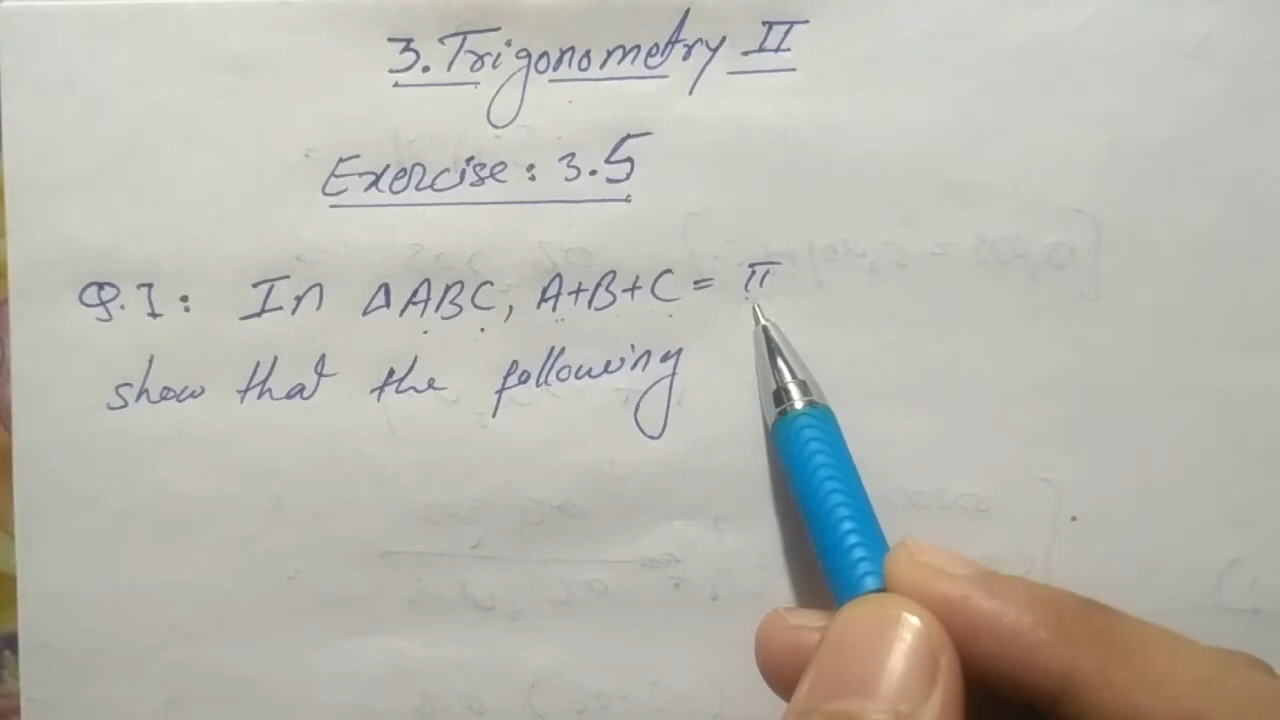 3. Trigonometry II
Exercise: 3.5
Q.1: In ΔABC, A+B+C = π
show that the following